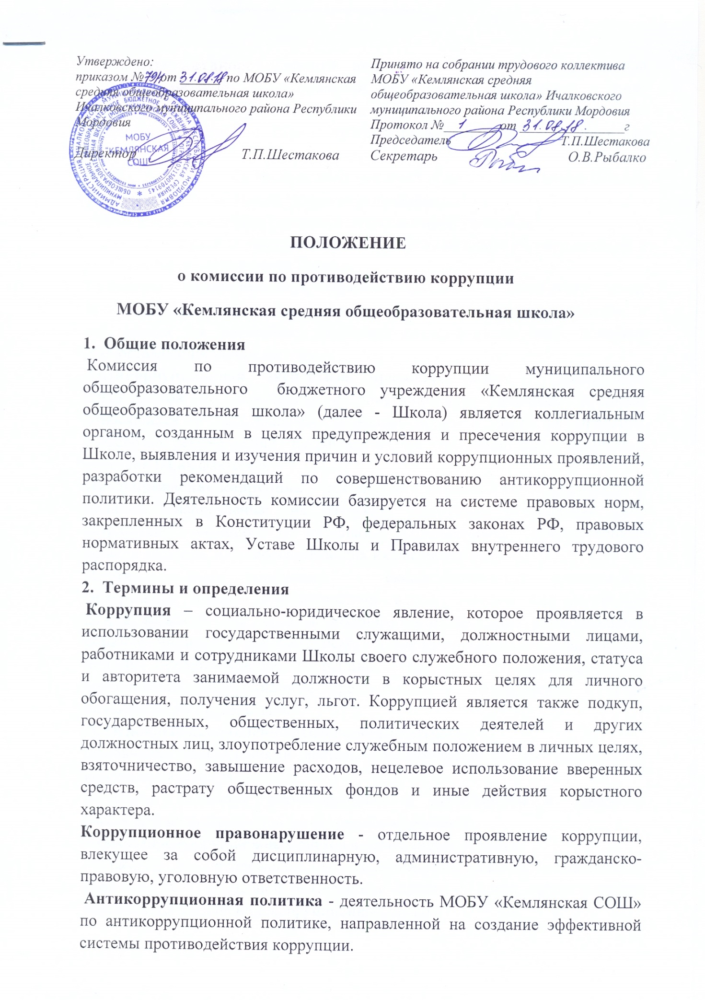 Утверждено:
приказом №79/1 от 31.08.18 по МОБУ «Кемлянская
средняя общеобразовательная школа»
Ичалковского муниципального района Республики
Мордовия
Директор Т.П.Шестакова
Принято на собрании трудового коллектива
МОБУ «Кемлянская средняя
общеобразовательная школа» Ичалковского
муниципального района Республики Мордовия
Протокол № 1 от 31.08.18. г
Председатель Т.П.Шестакова
Секретарь О.В.Рыбалко
МОБУ
"КЕМЛЯНСКАЯ
СОШ"
ПОЛОЖЕНИЕ
о комиссии по противодействию коррупции
МОБУ «Кемлянская средняя общеобразовательная школа»
1. Общие положения
Комиссия по противодействию коррупции муниципального
общеобразовательного бюджетного учреждения «Кемлянская средняя
общеобразовательная школа» (далее - Школа) является коллегиальным
органом, созданным в целях предупреждения и пресечения коррупции в
Школе, выявления и изучения причин и условий коррупционных проявлений,
разработки рекомендаций по совершенствованию антикоррупционной
политики. Деятельность комиссии базируется на системе правовых норм,
закрепленных в Конституции РФ, федеральных законах РФ, правовых
нормативных актах, Уставе Школы и Правилах внутреннего трудового
распорядка.
2. Термины и определения
Коррупция – социально-юридическое явление, которое проявляется в
использовании государственными служащими, должностными лицами,
работниками и сотрудниками Школы своего служебного положения, статуса
и авторитета занимаемой должности в корыстных целях для личного
обогащения, получения услуг, льгот. Коррупцией является также подкуп,
государственных, общественных, политических деятелей и других
должностных лиц, злоупотребление служебным положением в личных целях,
взяточничество, завышение расходов, нецелевое использование вверенных
средств, растрату общественных фондов и иные действия корыстного
характера.
Коррупционное правонарушение - отдельное проявление коррупции,
влекущее за собой дисциплинарную, административную, гражданско-
правовую, уголовную ответственность.
Антикоррупционная политика - деятельность МОБУ «Кемлянская СОШ»
по антикоррупционной политике, направленной на создание эффективной
системы противодействия коррупции.